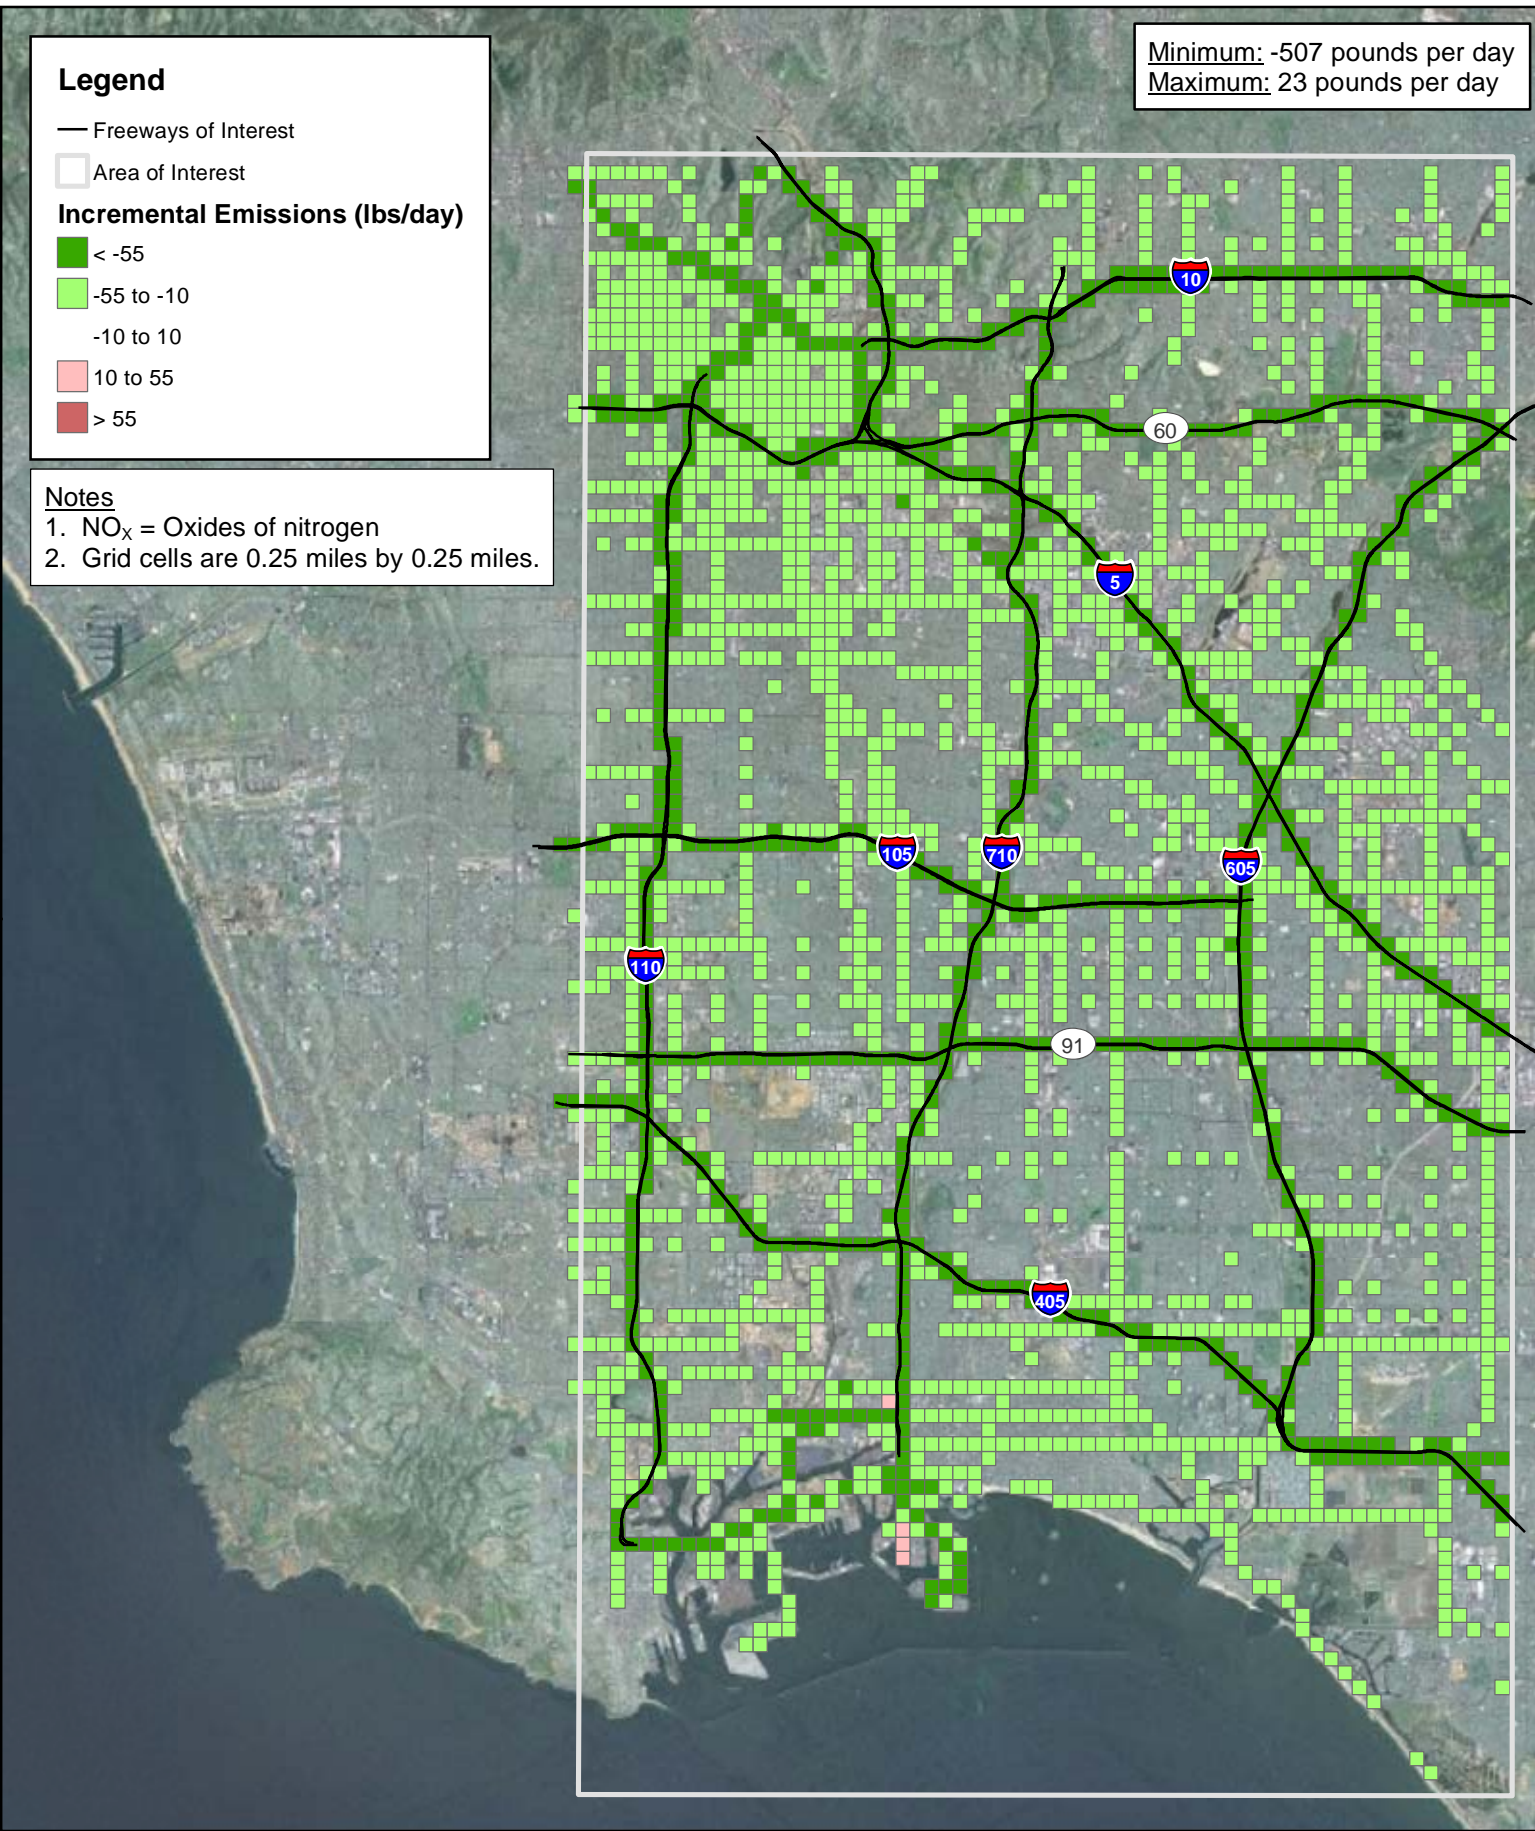 Legend
Freeways of Interest
Area of Interest
Incremental Emissions (lbs/day)
< -55
-55 to -10
-10 to 10
10 to 55
> 55
Notes
1. NOX = Oxides of nitrogen
2. Grid cells are 0.25 miles by 0.25 miles.
Minimum: -507 pounds per day
Maximum: 23 pounds per day
10
60
5
105
710
605
110
91
405